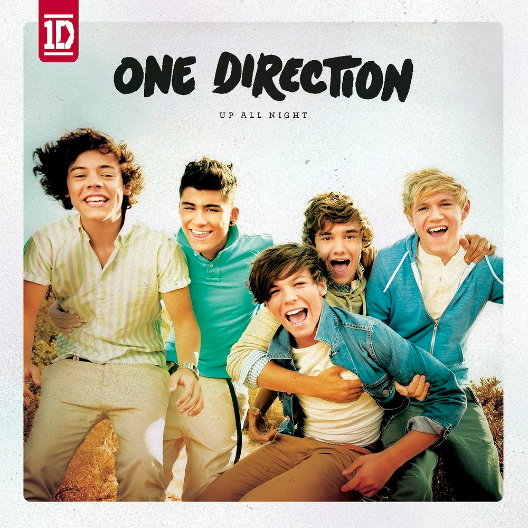 1D
ONE DIRECTION
UP ALL NIGHT